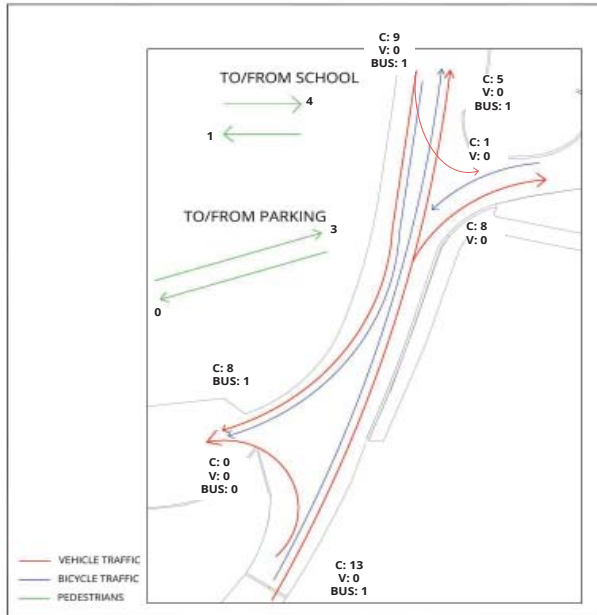 C: 9
V: 0
BUS: 1
TO/FROM SCHOOL
4
1
C: 5
V: 0
BUS: 1
C: 1
V: 0
TO/FROM PARKING
3
0
C: 8
V: 0
C: 8
BUS: 1
C: 0
V: 0
BUS: 0
C: 13
V: 0
BUS: 1
VEHICLE TRAFFIC
BICYCLE TRAFFIC
PEDESTRIANS